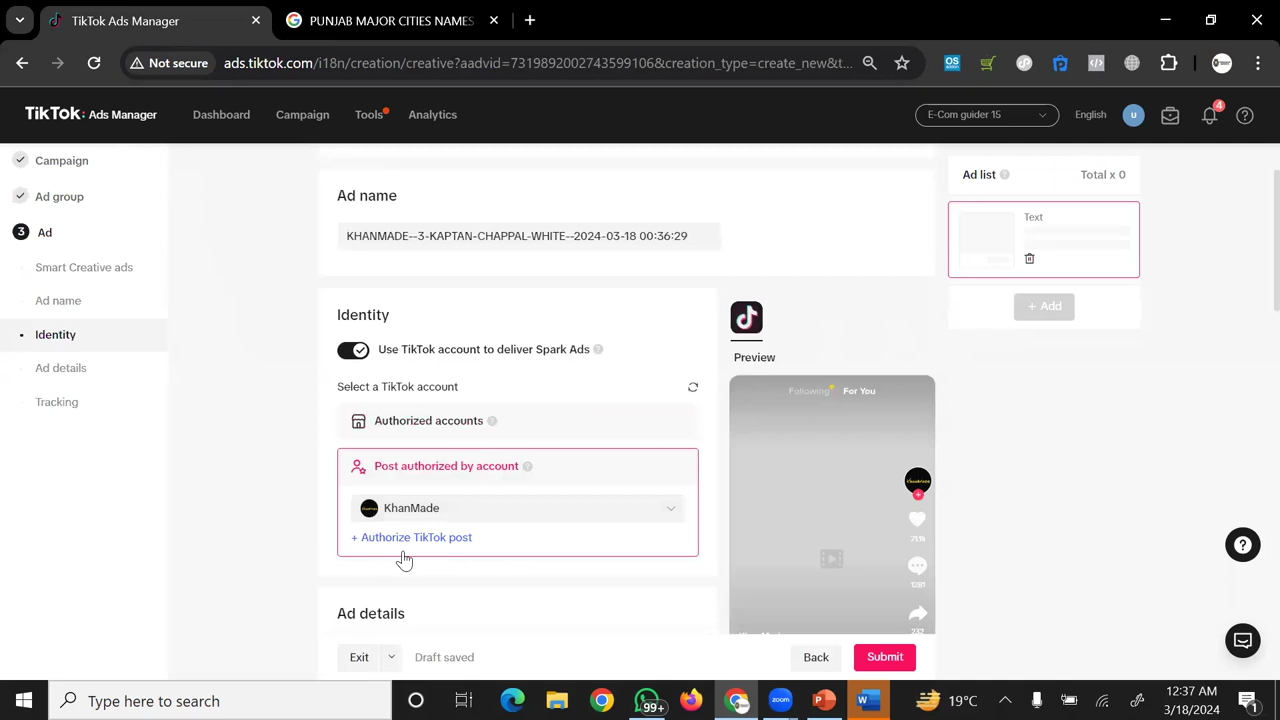 TikTok Ads Manager
PUNJAB MAJOR CITIES NAMES
Not secure
ads.tiktok.com/i18n/creation/creative?aadvid=7319892002743599106&creation_type=create_new&t...
TikTok: Ads Manager
Dashboard
Campaign
Tools
Analytics
E-Com guider 15
English
u
4
Campaign
Ad group
3 Ad
Smart Creative ads
Ad name
Identity
Ad details
Tracking
Ad name
KHANMADE--3-KAPTAN-CHAPPAL-WHITE--2024-03-18 00:36:29
Identity
Use TikTok account to deliver Spark Ads
Select a TikTok account
Authorized accounts
Post authorized by account
KhanMade
+ Authorize TikTok post
Ad details
Preview
Following For You
Ad list
Total x 0
Text
+ Add
Exit
Draft saved
Back
Submit
Type here to search
99+
19°C
12:37 AM
3/18/2024
1